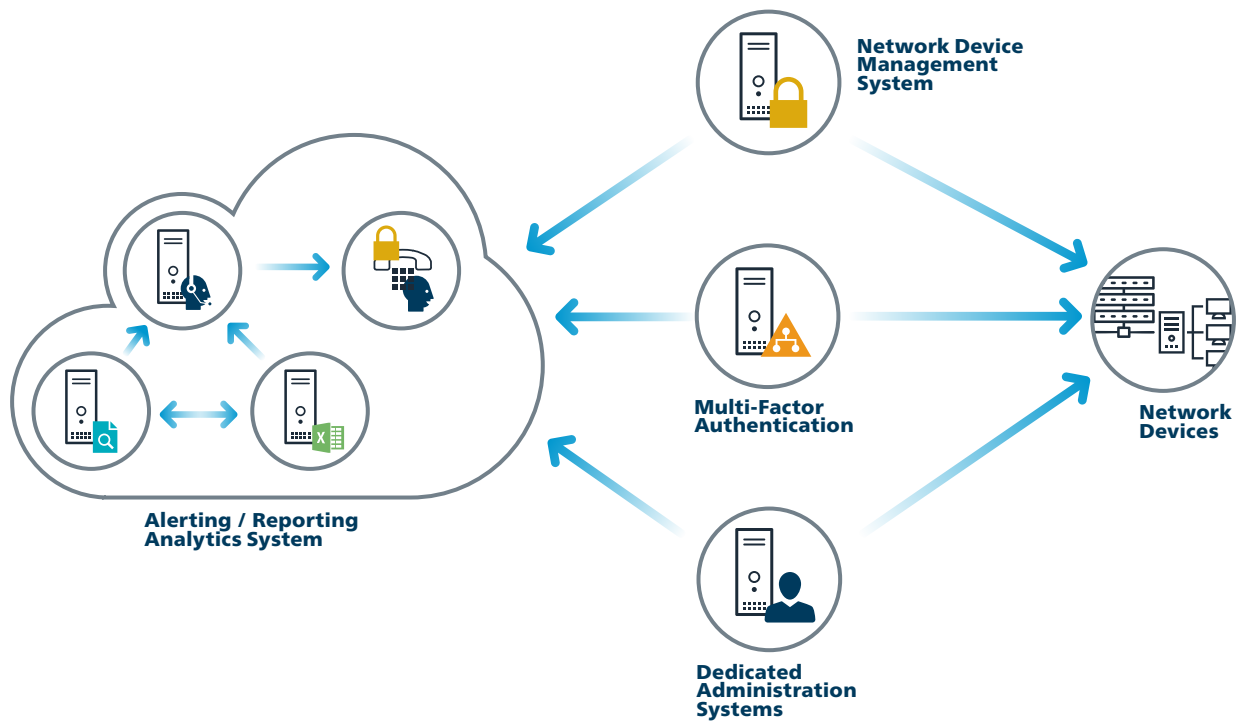 Network Device
Management
System
Multi-Factor
Authentication
Network
Devices
Alerting / Reporting
Analytics System
Dedicated
Administration
Systems
X